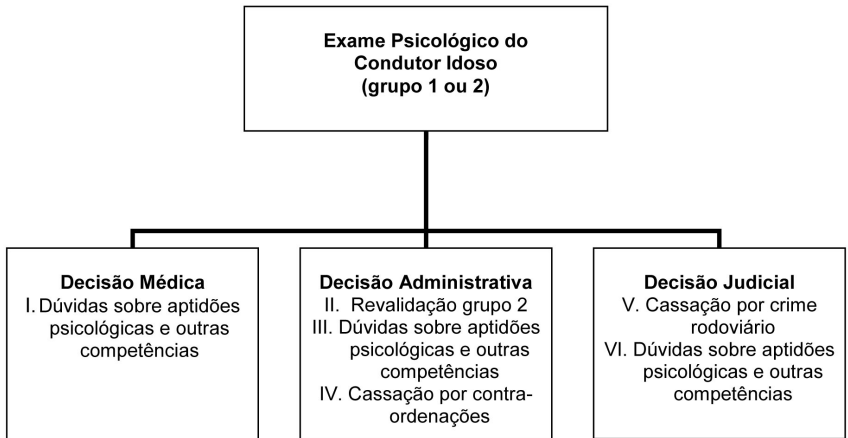 Exame Psicológico do
Condutor Idoso
(grupo 1 ou 2)
Decisão Médica
I. Dúvidas sobre aptidões
psicológicas e outras
competências
Decisão Administrativa
II. Revalidação grupo 2
III. Dúvidas sobre aptidões
psicológicas e outras
competências
IV. Cassação por contra-
ordenações
Decisão Judicial
V. Cassação por crime
rodoviário
VI. Dúvidas sobre aptidões
psicológicas e outras
competências